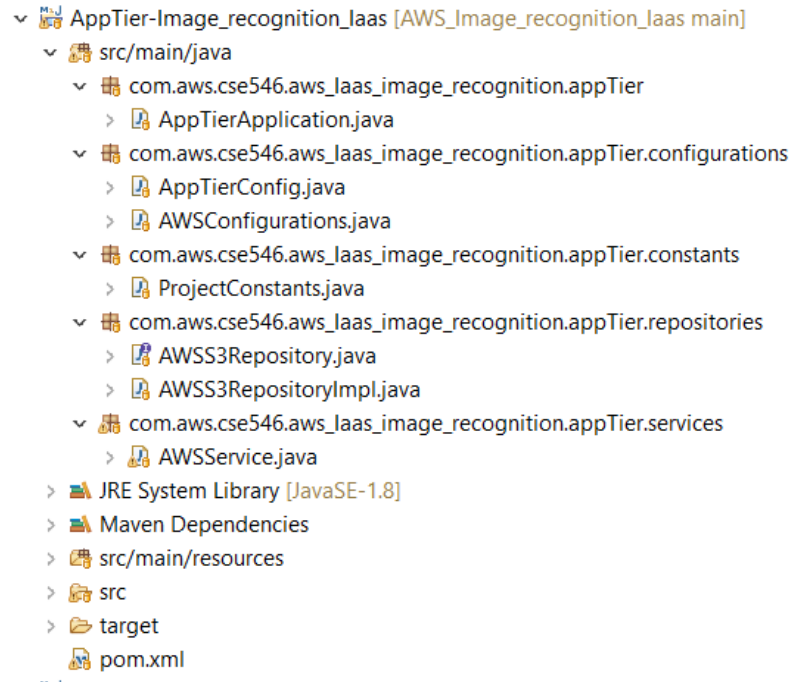 AppTier-Image_recognition_Iaas [AWS_Image_recognition_Iaas main]
src/main/java
com.aws.cse546.aws_Iaas_image_recognition.appTier
AppTierApplication.java
com.aws.cse546.aws_Iaas_image_recognition.appTier.configurations
AppTierConfig.java
AWSConfigurations.java
com.aws.cse546.aws_Iaas_image_recognition.appTier.constants
ProjectConstants.java
com.aws.cse546.aws_Iaas_image_recognition.appTier.repositories
AWSS3Repository.java
AWSS3RepositoryImpl.java
com.aws.cse546.aws_Iaas_image_recognition.appTier.services
AWSService.java
JRE System Library [JavaSE-1.8]
Maven Dependencies
src/main/resources
src
target
pom.xml